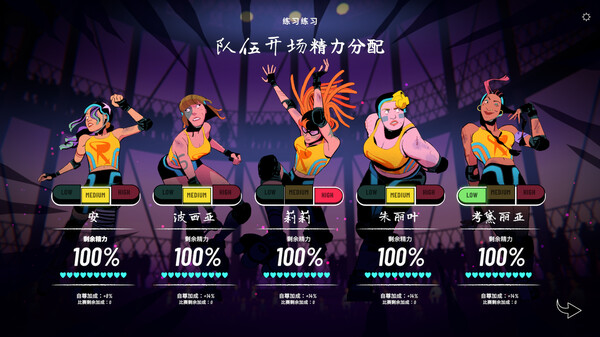 练习练习
队伍开场精力分配
LOW MEDIUM HIGH
LOW MEDIUM HIGH
LOW MEDIUM HIGH
LOW MEDIUM HIGH
LOW MEDIUM HIGH
安 波西亚 莉莉 朱丽叶 考黛丽亚
剩余精力 剩余精力 剩余精力 剩余精力 剩余精力
100% 100% 100% 100% 100%
自尊加成：+8% 自尊加成：+14% 自尊加成：+14% 自尊加成：+14% 自尊加成：+14%
比赛剩余加成：0 比赛剩余加成：0 比赛剩余加成：0 比赛剩余加成：0 比赛剩余加成：0